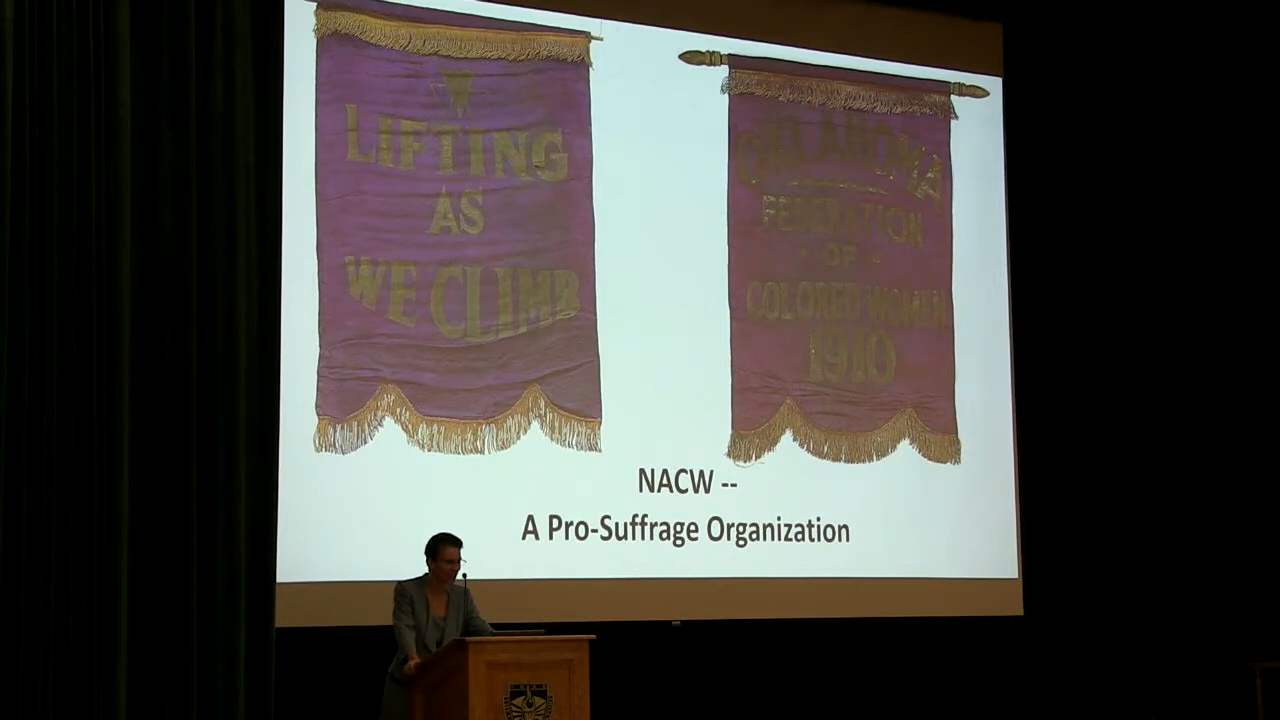 LIFTING
AS
WE CLIMB
OKLAHOMA
FEDERATION
- OF -
COLORED WOMEN
1910
NACW --
A Pro-Suffrage Organization